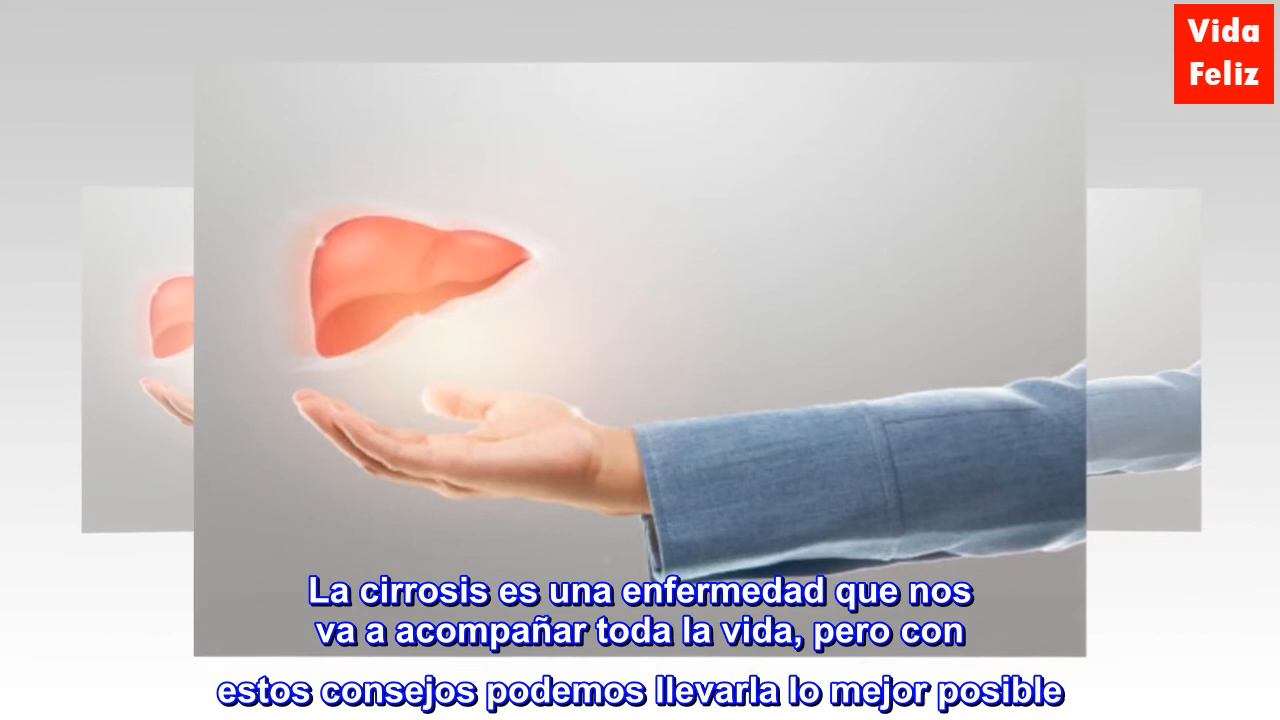 Vida
Feliz
La cirrosis es una enfermedad que nos
va a acompañar toda la vida, pero con
estos consejos podemos llevarla lo mejor posible